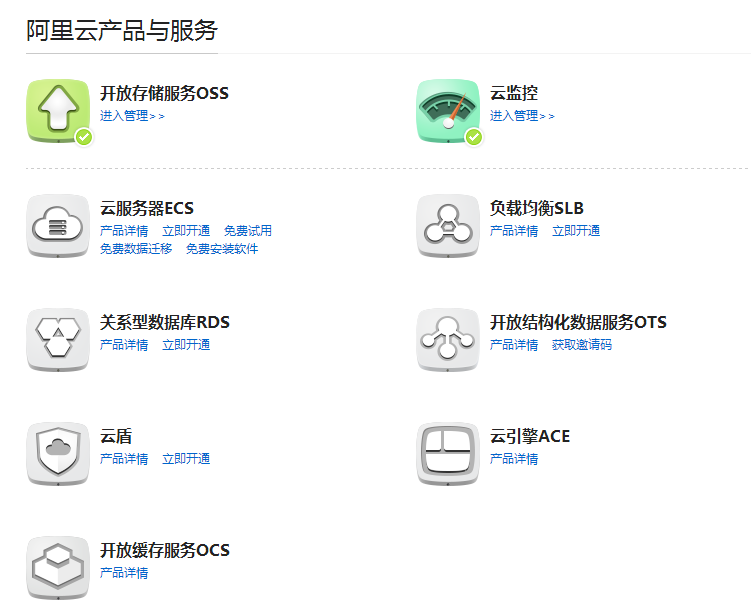 阿里云产品与服务
开放存储服务OSS
进入管理>>
云监控
进入管理>>
云服务器ECS
产品详情 立即开通 免费试用
免费数据迁移 免费安装软件
负载均衡SLB
产品详情 立即开通
关系型数据库RDS
产品详情 立即开通
开放结构化数据服务OTS
产品详情 获取邀请码
云盾
产品详情 立即开通
云引擎ACE
产品详情
开放缓存服务OCS
产品详情